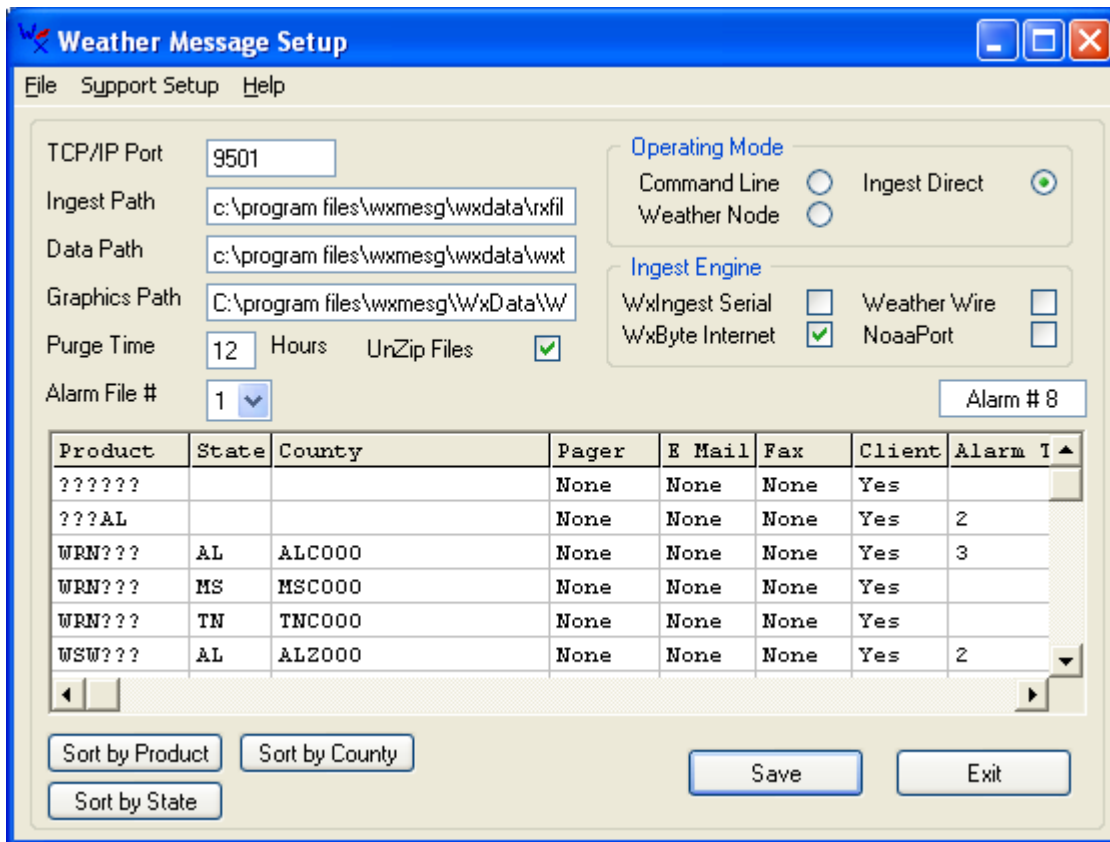 Weather Message Setup
File Support Setup Help
TCP/IP Port 9501
Ingest Path c:\program files\wxmesg\wxdata\rxfil
Data Path c:\program files\wxmesg\wxdata\wxt
Graphics Path C:\program files\wxmesg\WxData\W
Purge Time 12 Hours UnZip Files
Alarm File # 1
Operating Mode
Command Line Ingest Direct
Weather Node
Ingest Engine
WxIngest Serial Weather Wire
WxByte Internet NoaaPort
Alarm # 8
Product State County Pager E Mail Fax Client Alarm T
?????? None None None Yes
???AL None None None Yes 2
WRN??? AL ALC000 None None None Yes 3
WRN??? MS MSC000 None None None Yes
WRN??? TN TNC000 None None None Yes
WSW??? AL ALZ000 None None None Yes 2
Sort by Product Sort by County
Sort by State
Save Exit